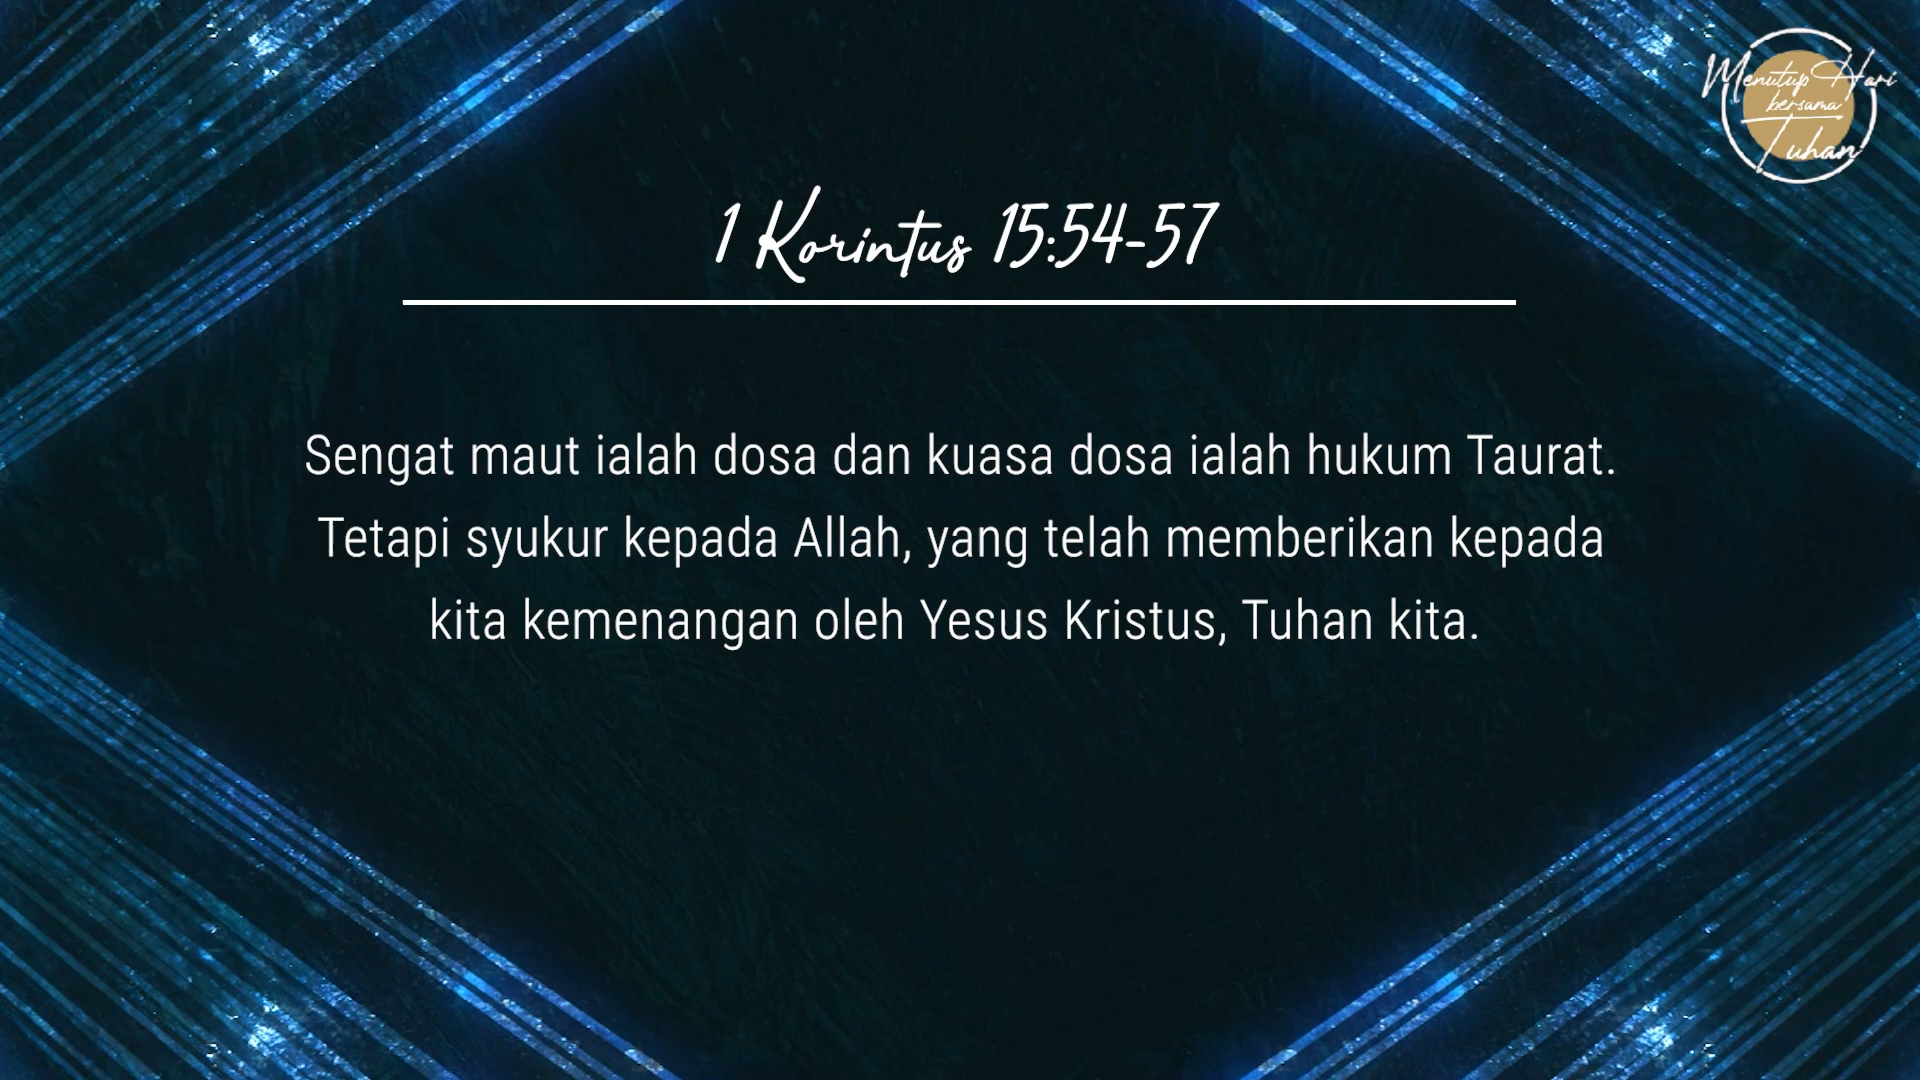 Menutup Hari
bersama
Tuhan
1 Korintus 15:54-57
Sengat maut ialah dosa dan kuasa dosa ialah hukum Taurat.
Tetapi syukur kepada Allah, yang telah memberikan kepada
kita kemenangan oleh Yesus Kristus, Tuhan kita.